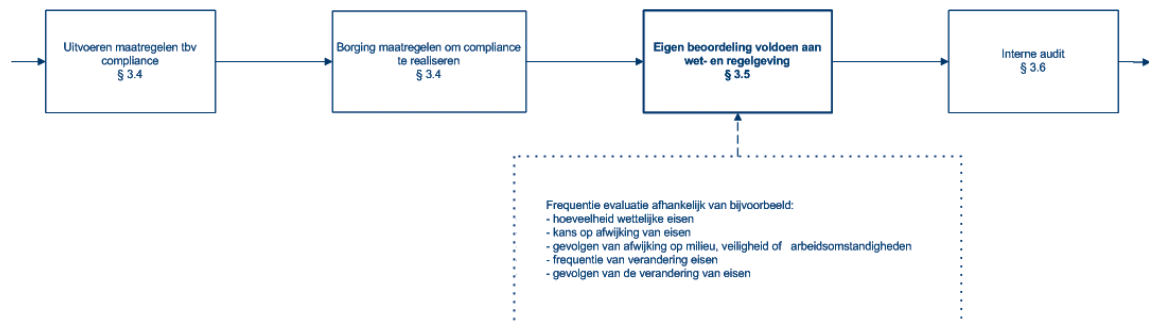 Uitvoeren maatregelen tbv
compliance
§ 3.4
Borging maatregelen om compliance
te realiseren
§ 3.4
Eigen beoordeling voldoen aan
wet- en regelgeving
§ 3.5
Interne audit
§ 3.6
Frequentie evaluatie afhankelijk van bijvoorbeeld:
- hoeveelheid wettelijke eisen
- kans op afwijking van eisen
- gevolgen van afwijking op milieu, veiligheid of arbeidsomstandigheden
- frequentie van verandering eisen
- gevolgen van de verandering van eisen